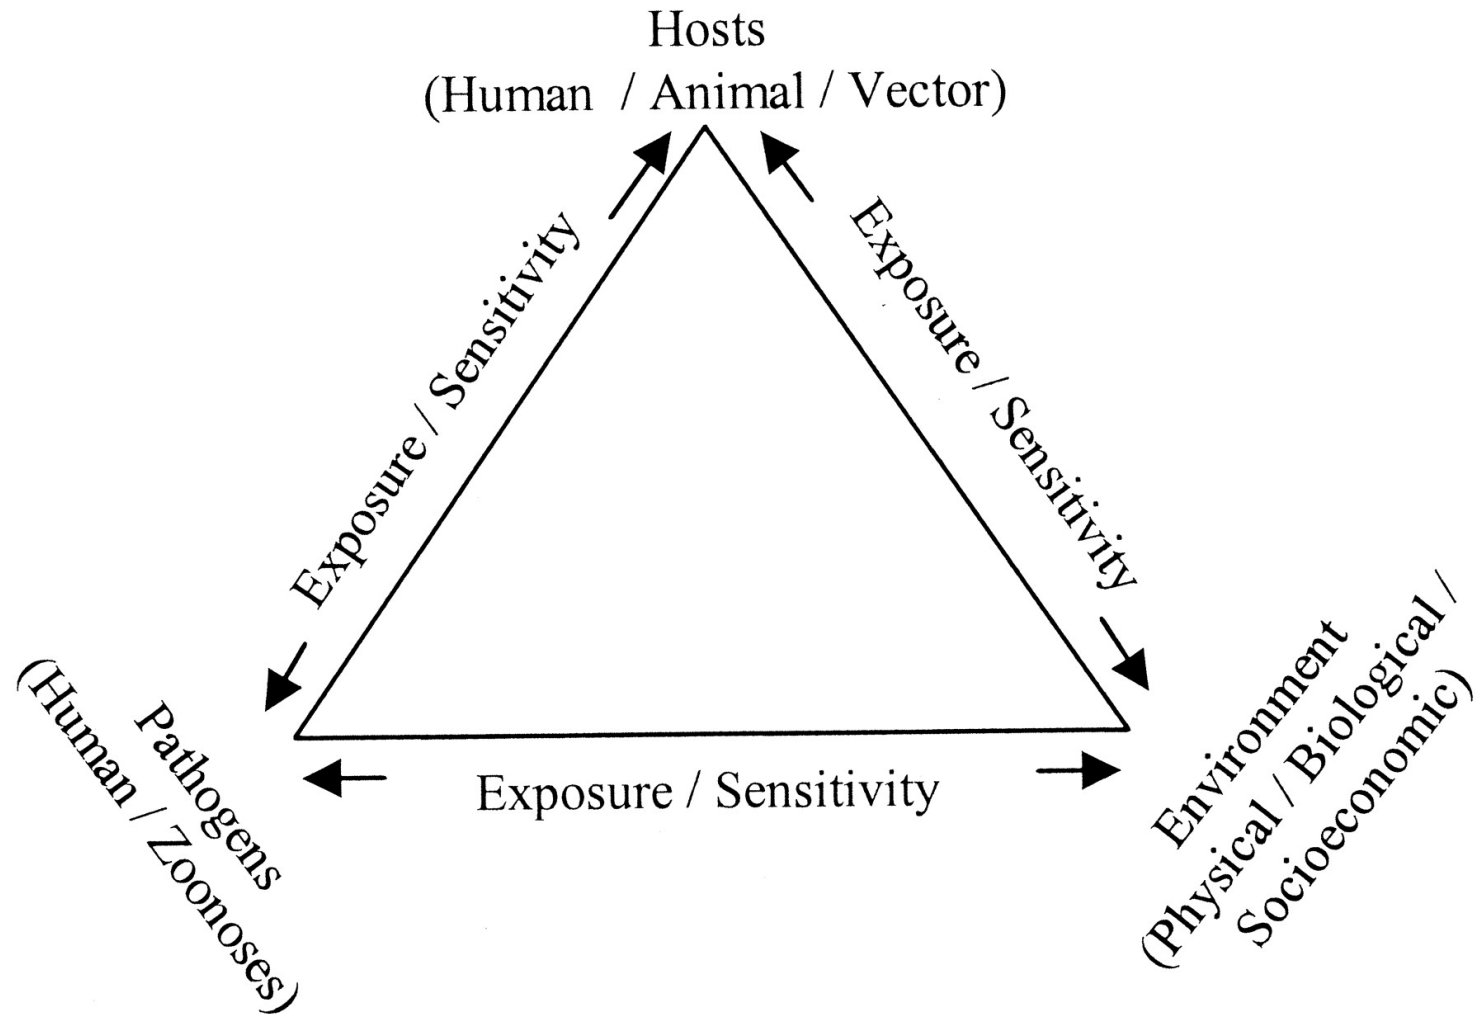 Hosts
(Human / Animal / Vector)
Exposure / Sensitivity
Exposure / Sensitivity
Pathogens
(Human / Zoonoses)
Exposure / Sensitivity
Environment
(Physical / Biological /
Socioeconomic)